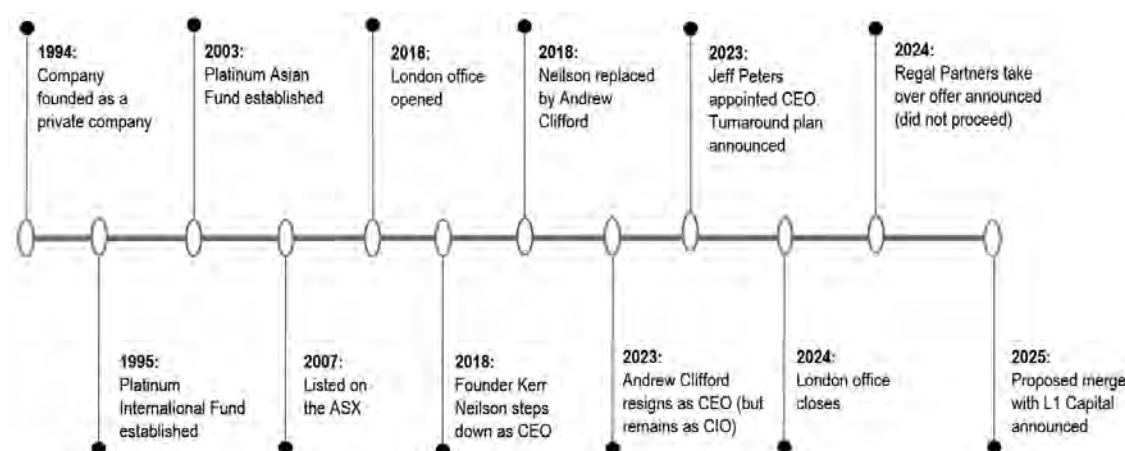 1994:
Company
founded as a
private company
2003:
Platinum Asian
Fund established
2016:
London office
opened
2018:
Neilson replaced
by Andrew
Clifford
2023:
Jeff Peters
appointed CEO
Turnaround plan
announced
2024:
Regal Partners take
over offer announced
(did not proceed)
1995:
Platinum
International Fund
established
2007:
Listed on
the ASX
2018:
Founder Kerr
Neilson steps
down as CEO
2023:
Andrew Clifford
resigns as CEO (but
remains as CIO)
2024:
London office
closes
2025:
Proposed merge
with L1 Capital
announced